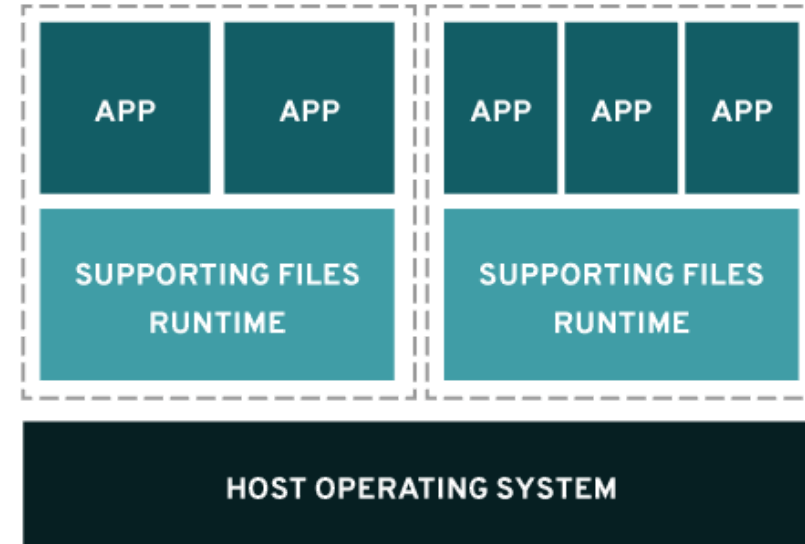 APP
APP
APP
APP
APP
SUPPORTING FILES
RUNTIME
SUPPORTING FILES
RUNTIME
HOST OPERATING SYSTEM